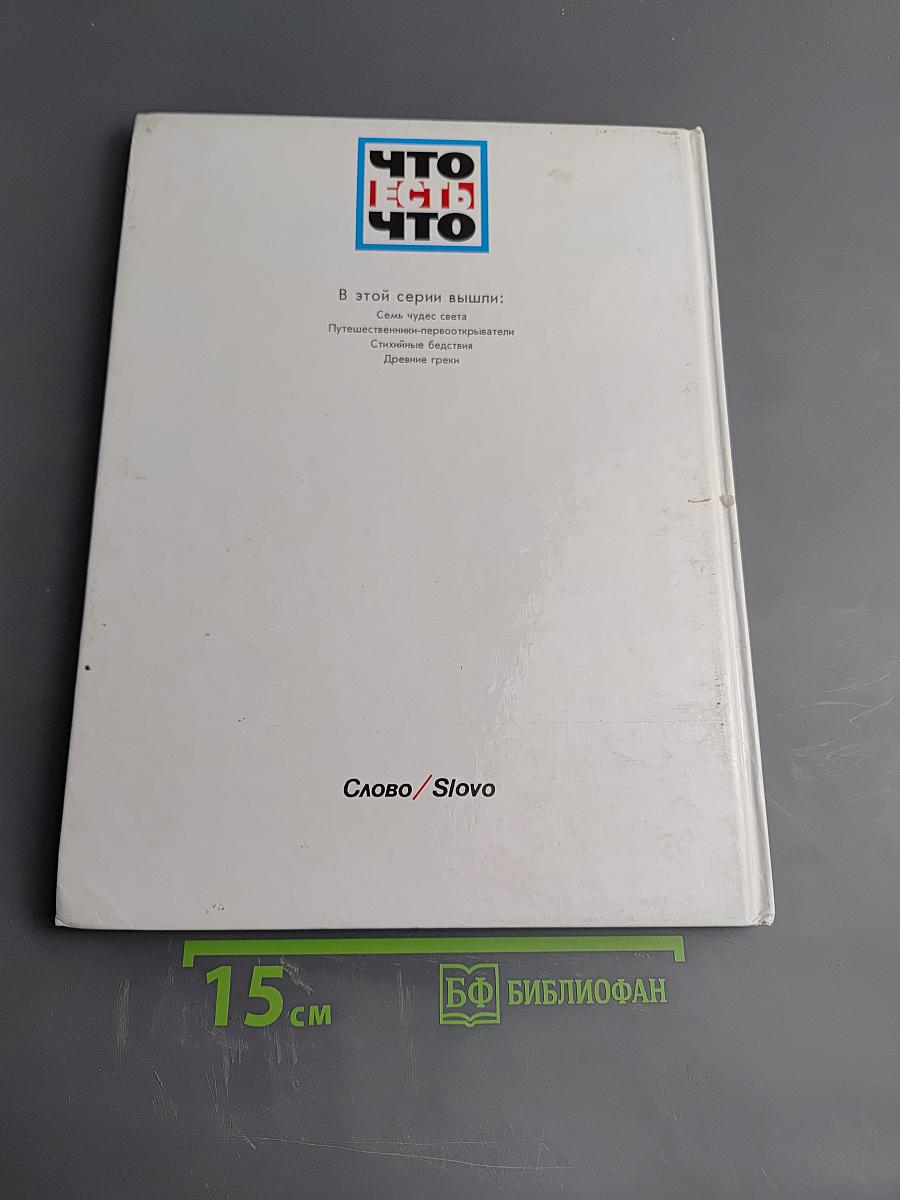 ЧТО
ЕСТЬ
ЧТО
В этой серии вышли:
Семь чудес света
Путешественники-первооткрыватели
Стихийные бедствия
Древние греки
Слово/Slovo
15 см
БФ БИБЛИОФАН